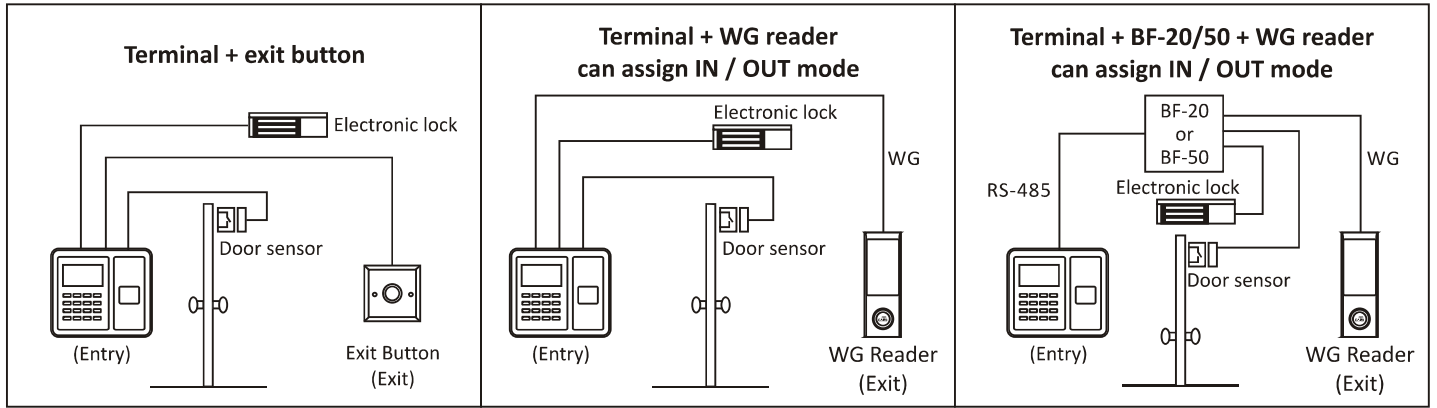 Terminal + exit button
Electronic lock
Door sensor
(Entry)
Exit Button
(Exit)
Terminal + WG reader
can assign IN / OUT mode
Electronic lock
WG
Door sensor
(Entry)
WG Reader
(Exit)
Terminal + BF-20/50 + WG reader
can assign IN / OUT mode
BF-20
or
BF-50
WG
RS-485
Electronic lock
Door sensor
(Entry)
WG Reader
(Exit)